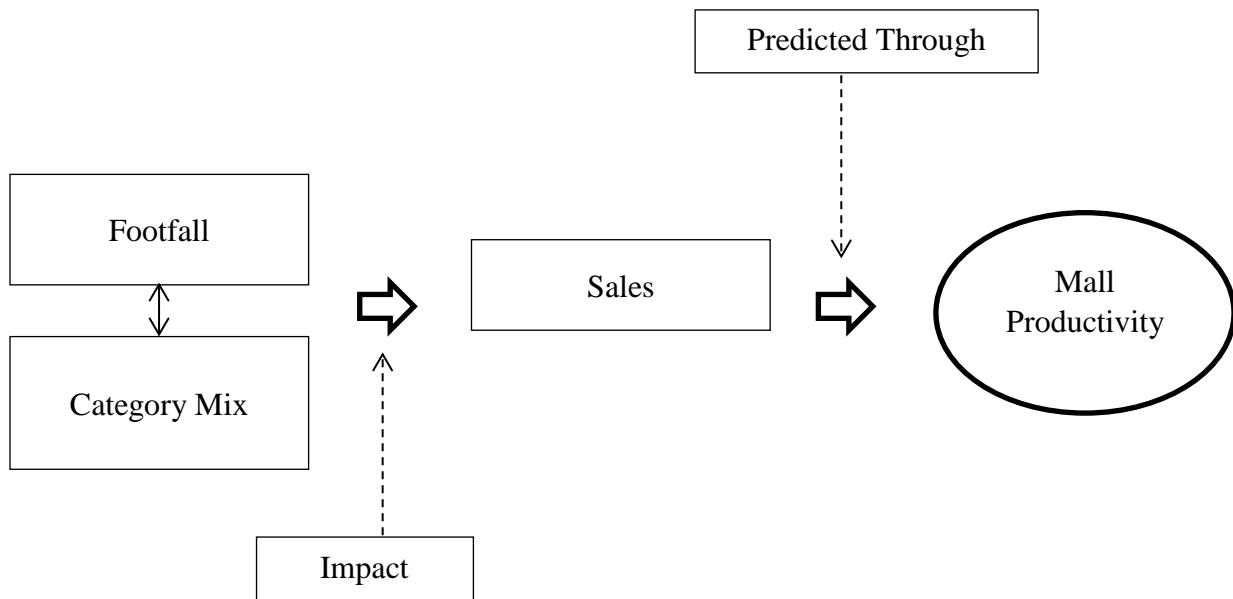 Predicted Through
Footfall
Sales
Mall
Productivity
Category Mix
Impact